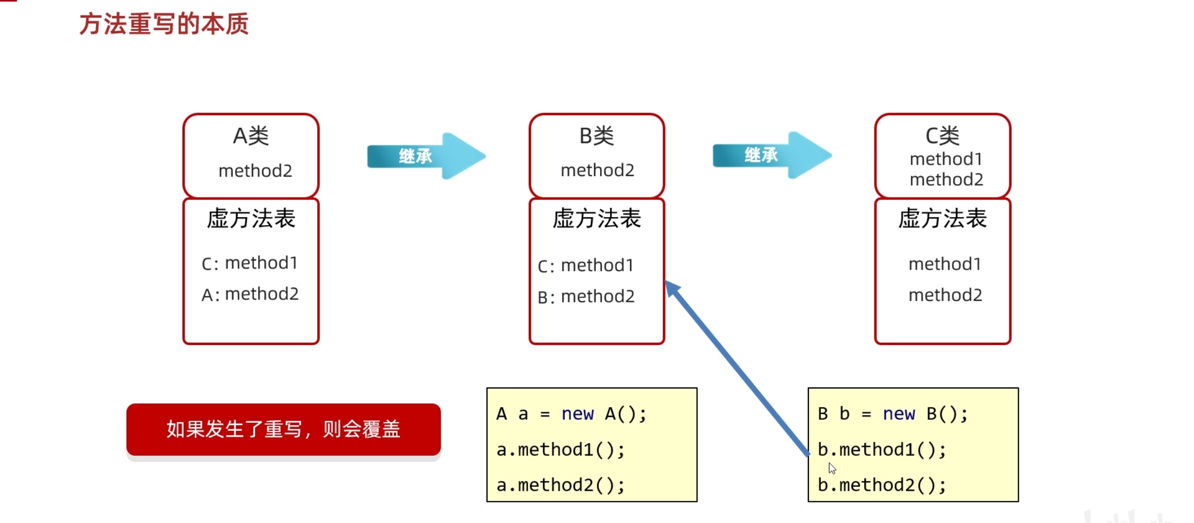 方法重写的本质
A类
method2
继承
B类
method2
继承
C类
method1
method2
虚方法表
C: method1
A: method2
虚方法表
C: method1
B: method2
虚方法表
method1
method2
如果发生了重写，则会覆盖
A a = new A();
a.method1();
a.method2();
B b = new B();
b.method1();
b.method2();